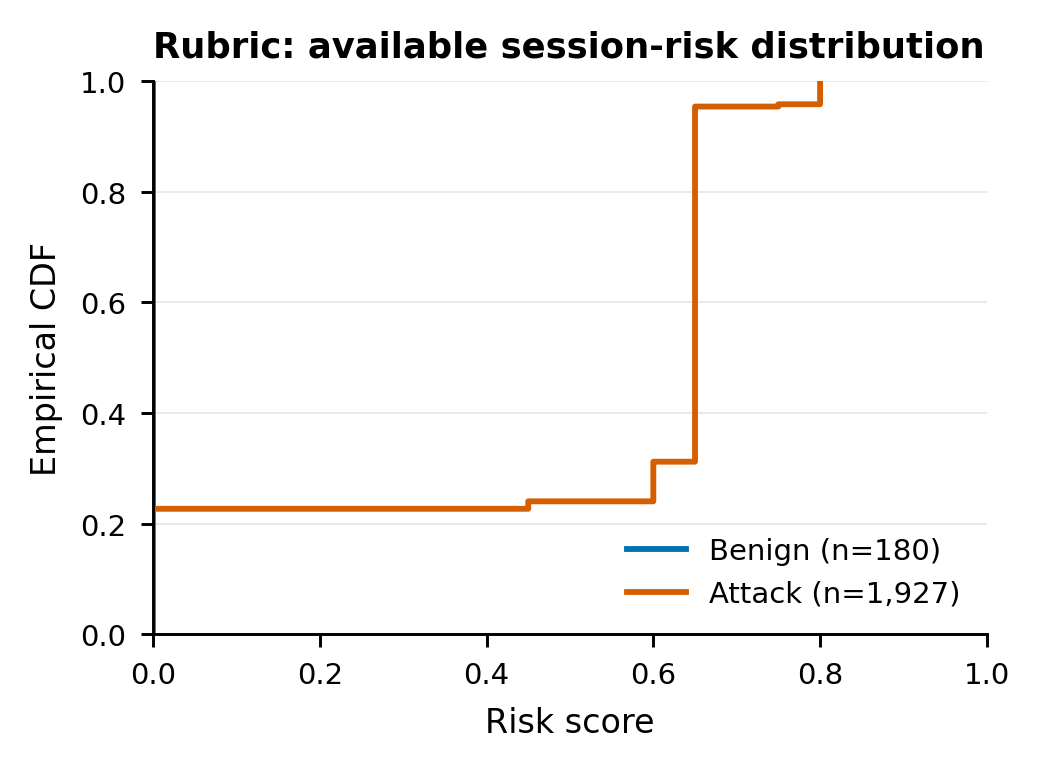 Rubric: available session-risk distribution
1.0
0.8
0.6
0.4
0.2
0.0
Empirical CDF
Benign (n=180)
Attack (n=1,927)
0.0 0.2 0.4 0.6 0.8 1.0
Risk score